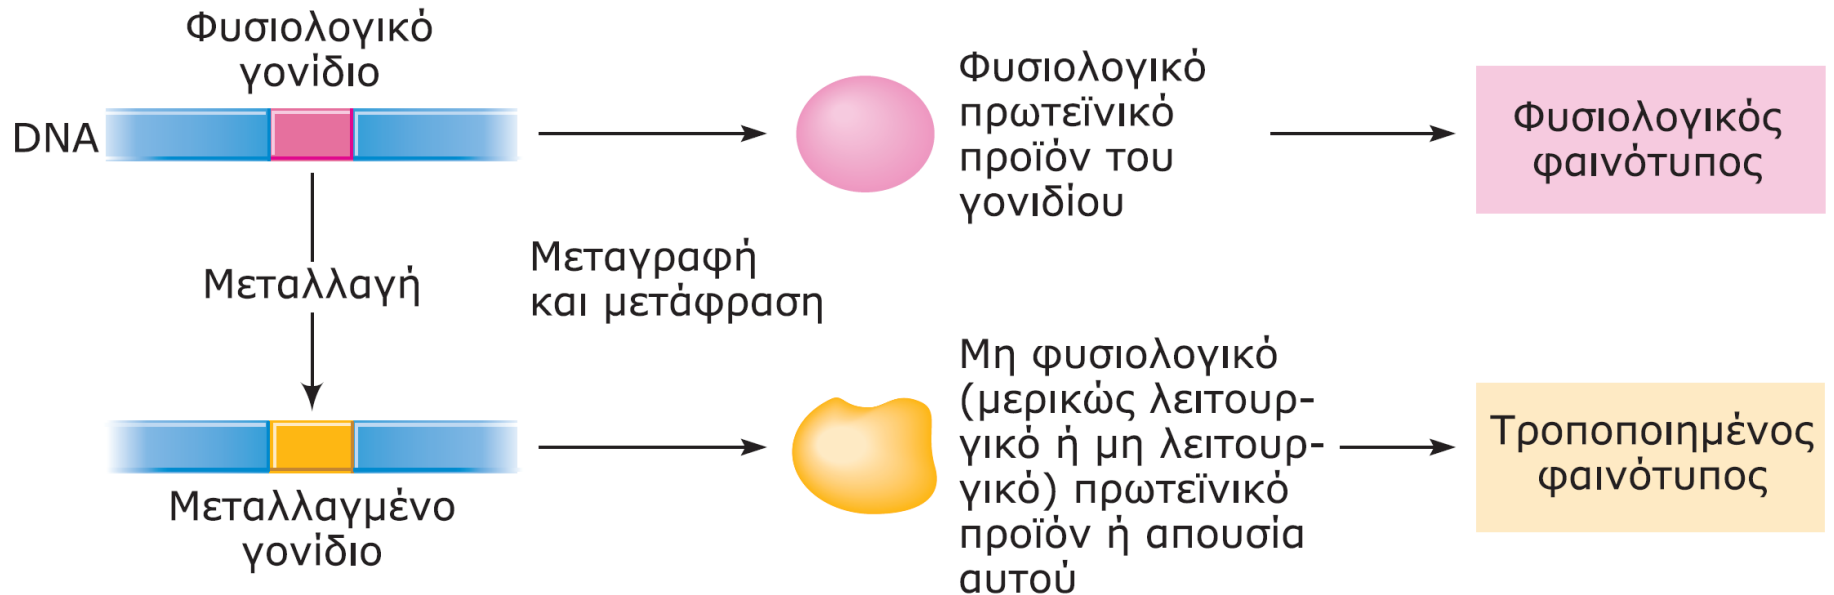 Φυσιολογικό
γονίδιο
DNA
Φυσιολογικό
πρωτεϊνικό
προϊόν του
γονιδίου
Φυσιολογικός
φαινότυπος
Μεταλλαγή
Μεταγραφή
και μετάφραση
Μεταλλαγμένο
γονίδιο
Μη φυσιολογικό
(μερικώς λειτουρ-
γικό ή μη λειτουρ-
γικό) πρωτεϊνικό
προϊόν ή απουσία
αυτού
Τροποποιημένος
φαινότυπος